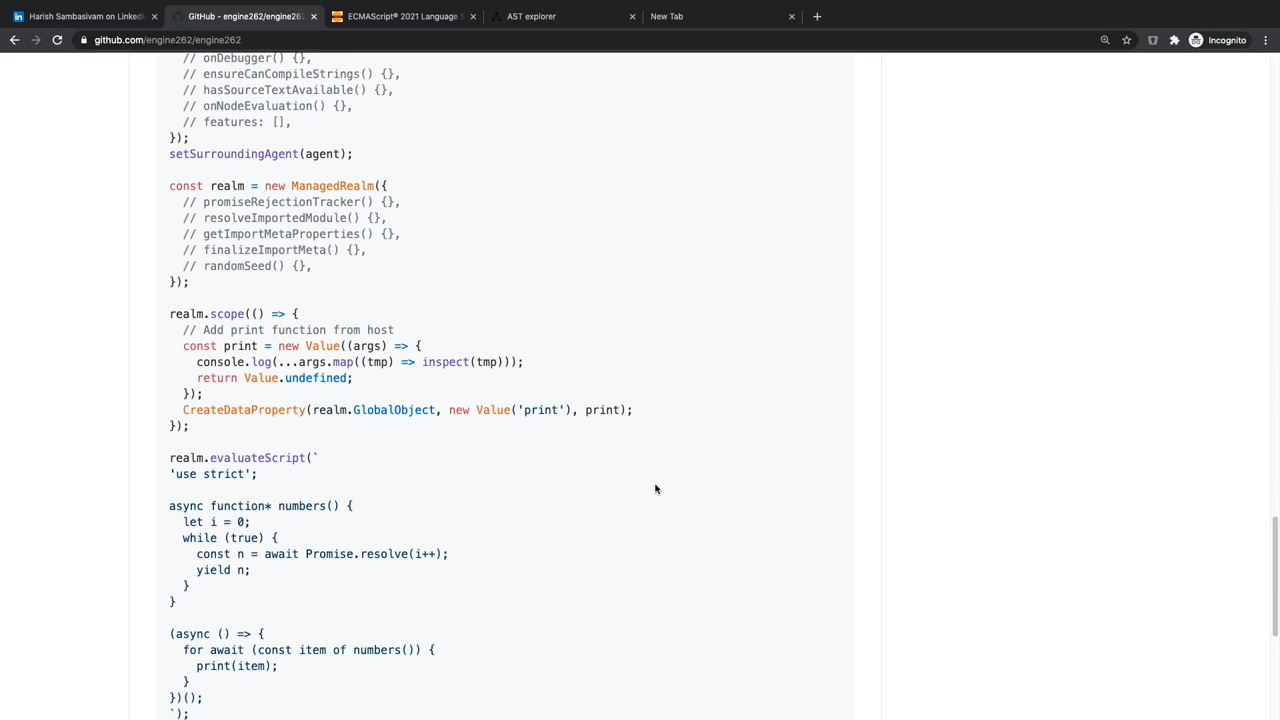 Harish Sambasivam on LinkedI
GitHub - engine262/engine262
ECMAScript® 2021 Language S
AST explorer
New Tab
github.com/engine262/engine262
Incognito
// onDebugger() {},
// ensureCanCompileStrings() {},
// hasSourceTextAvailable() {},
// onNodeEvaluation() {},
// features: [],
});
setSurroundingAgent(agent);
const realm = new ManagedRealm({
// promiseRejectionTracker() {},
// resolveImportedModule() {},
// getImportMetaProperties() {},
// finalizeImportMeta() {},
// randomSeed() {},
});
realm.scope(() => {
// Add print function from host
const print = new Value((args) => {
console.log(...args.map((tmp) => inspect(tmp)));
return Value.undefined;
});
CreateDataProperty(realm.GlobalObject, new Value('print'), print);
});
realm.evaluateScript(`
'use strict';
async function* numbers() {
let i = 0;
while (true) {
const n = await Promise.resolve(i++);
yield n;
}
}
(async () => {
for await (const item of numbers()) {
print(item);
}
})();
`);